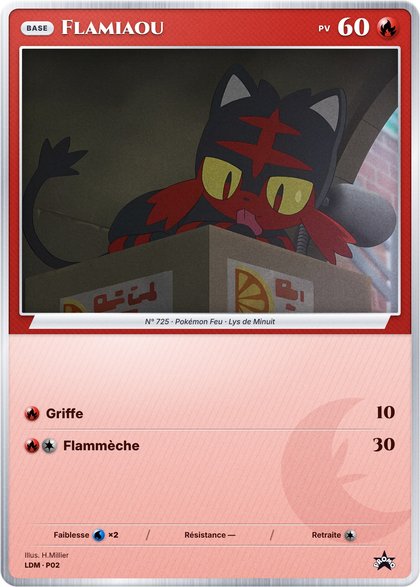 BASE FLAMIAOU PV 60
N° 725 · Pokémon Feu · Lys de Minuit
Griffe 10
Flammèche 30
Faiblesse ×2 / Résistance — / Retraite
Illus. H.Millier
LDM · P02
PROMO